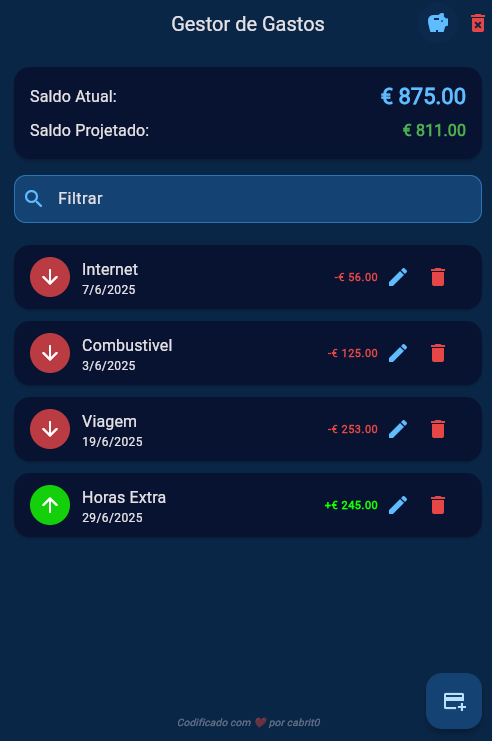 Gestor de Gastos
Saldo Atual: € 875.00
Saldo Projetado: € 811.00
Filtrar
Internet
7/6/2025
-€ 56.00
Combustivel
3/6/2025
-€ 125.00
Viagem
19/6/2025
-€ 253.00
Horas Extra
29/6/2025
+€ 245.00
Codificado com ❤️ por cabrit0